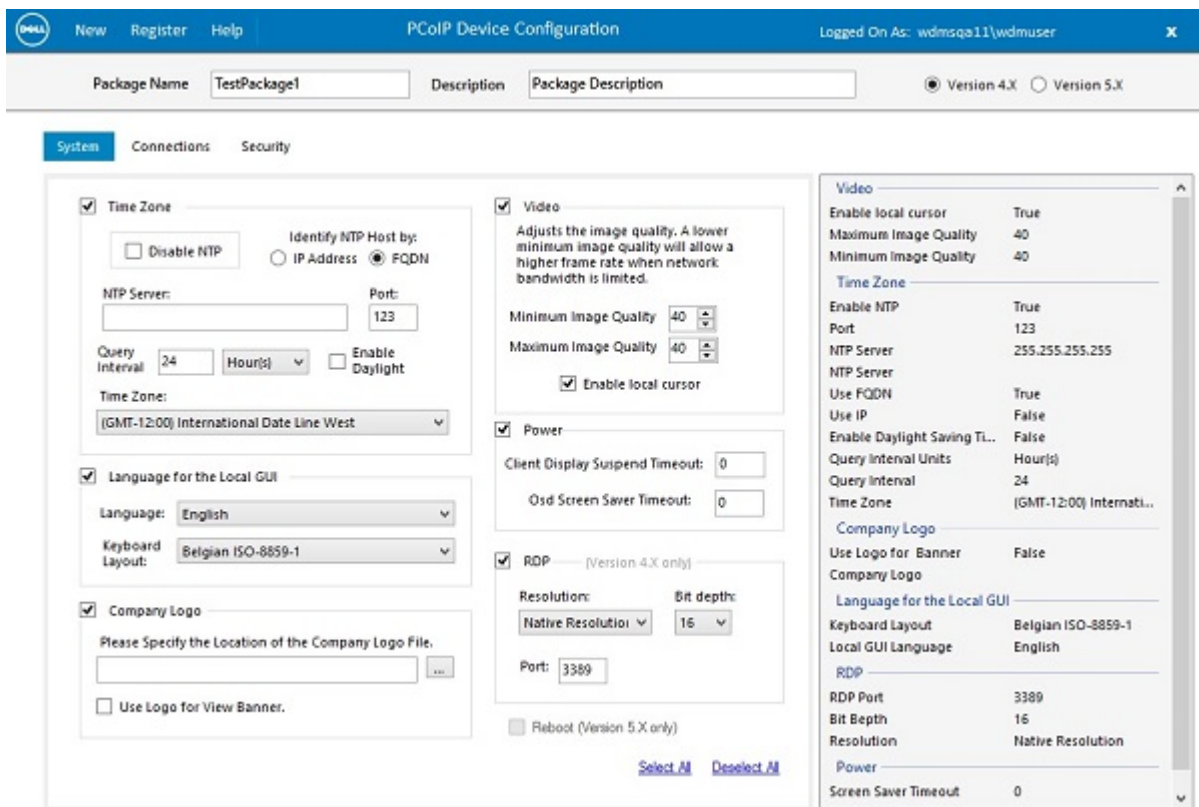 DELL New Register Help PCoIP Device Configuration Logged On As: wdmsqa11\wdmuser x
Package Name TestPackage1 Description Package Description Version 4.X Version 5.X
System Connections Security
Time Zone
Disable NTP
Identify NTP Host by:
IP Address FQDN
NTP Server: Port:
123
Query Interval 24 Hour(s) Enable Daylight
Time Zone:
(GMT-12:00) International Date Line West
Language for the Local GUI
Language: English
Keyboard Layout: Belgian ISO-8859-1
Company Logo
Please Specify the Location of the Company Logo File.
...
Use Logo for View Banner.
Video
Adjusts the image quality. A lower
minimum image quality will allow a
higher frame rate when network
bandwidth is limited.
Minimum Image Quality 40
Maximum Image Quality 40
Enable local cursor
Power
Client Display Suspend Timeout: 0
Osd Screen Saver Timeout: 0
RDP (Version 4.X only)
Resolution: Bit depth:
Native Resolution 16
Port: 3389
Reboot (Version 5.X only)
Select All Deselect All
Video
Enable local cursor True
Maximum Image Quality 40
Minimum Image Quality 40
Time Zone
Enable NTP True
Port 123
NTP Server 255.255.255.255
NTP Server
Use FQDN True
Use IP False
Enable Daylight Saving Ti... False
Query Interval Units Hour(s)
Query Interval 24
Time Zone (GMT-12:00) Internati...
Company Logo
Use Logo for Banner False
Company Logo
Language for the Local GUI
Keyboard Layout Belgian ISO-8859-1
Local GUI Language English
RDP
RDP Port 3389
Bit Bepth 16
Resolution Native Resolution
Power
Screen Saver Timeout 0